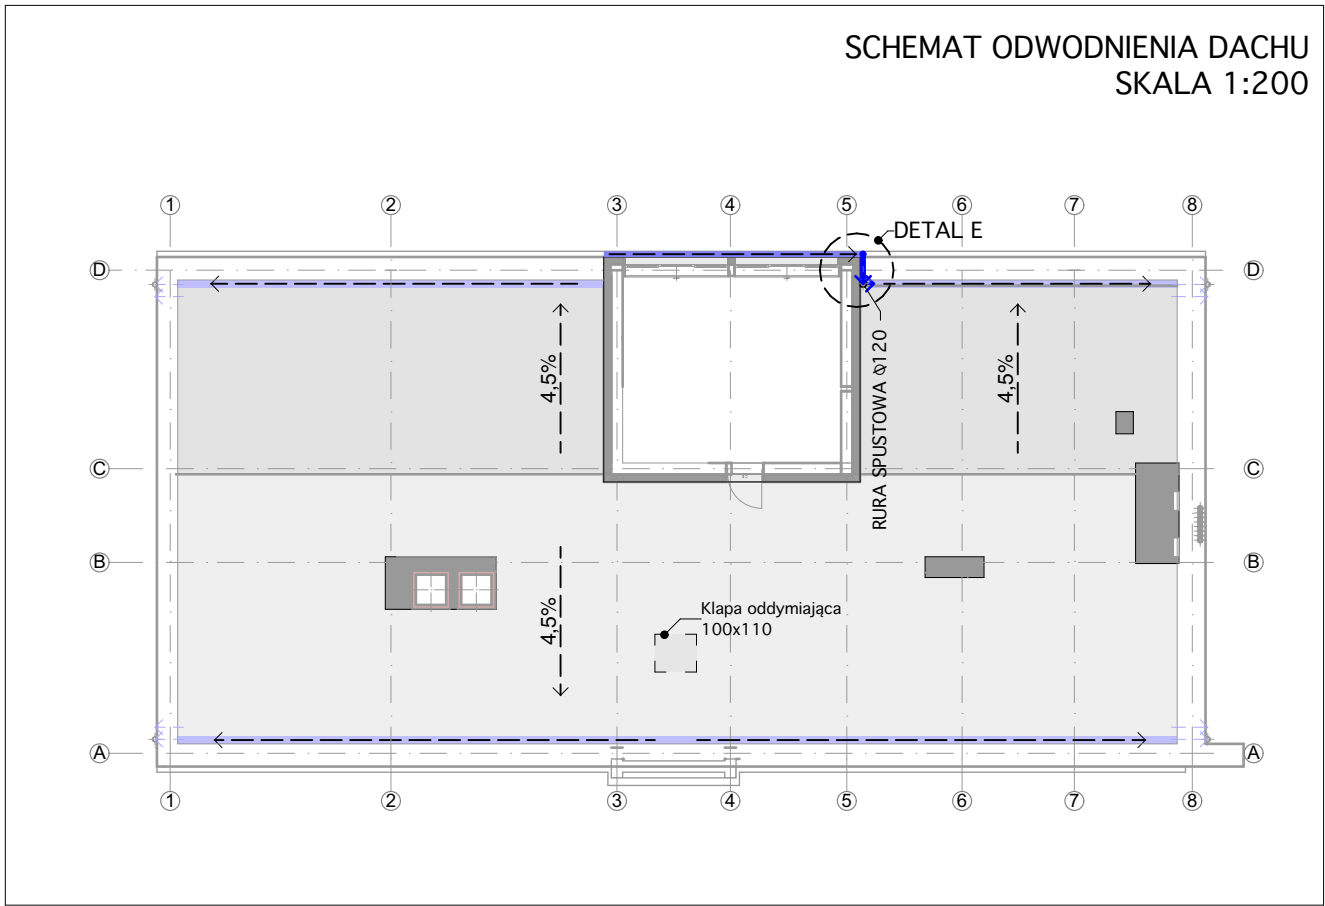 SCHEMAT ODWODNIENIA DACHU
SKALA 1:200
1 2 3 4 5 6 7 8
DETAL E
D D
4,5% 4,5%
RURA SPUSTOWA ⌀120
C C
B B
4,5%
Klapa oddymiająca
100x110
A A
1 2 3 4 5 6 7 8